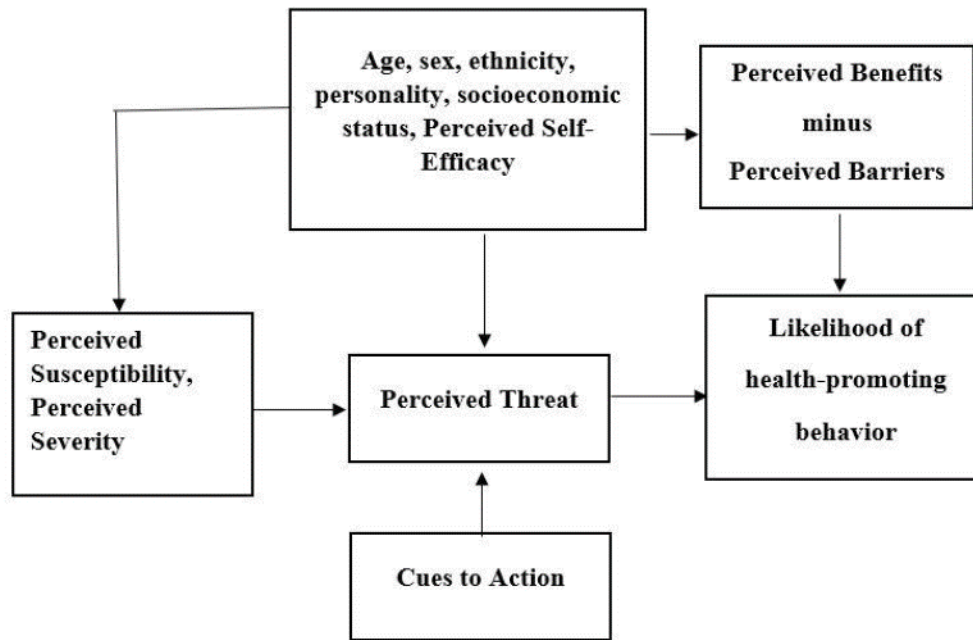 Age, sex, ethnicity,
personality, socioeconomic
status, Perceived Self-
Efficacy
Perceived Benefits
minus
Perceived Barriers
Perceived
Susceptibility,
Perceived
Severity
Perceived Threat
Likelihood of
health-promoting
behavior
Cues to Action